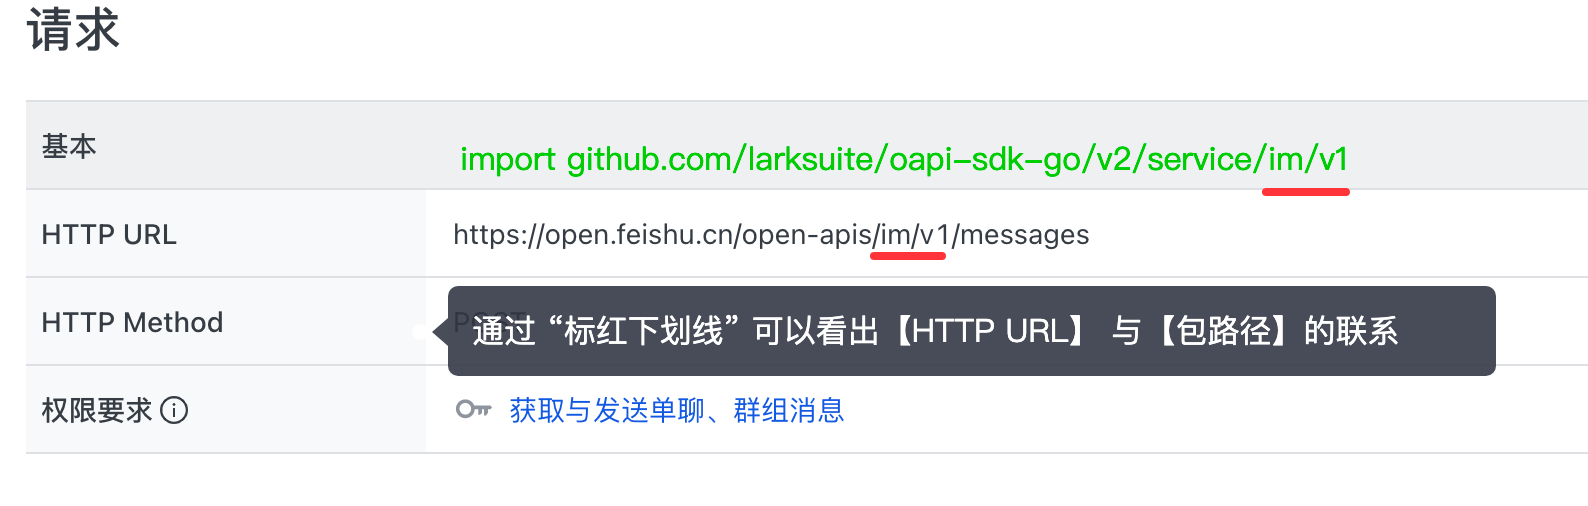 请求
基本
import github.com/larksuite/oapi-sdk-go/v2/service/im/v1
HTTP URL
https://open.feishu.cn/open-apis/im/v1/messages
HTTP Method
POST
通过 “标红下划线” 可以看出【HTTP URL】 与【包路径】的联系
权限要求
获取与发送单聊、群组消息